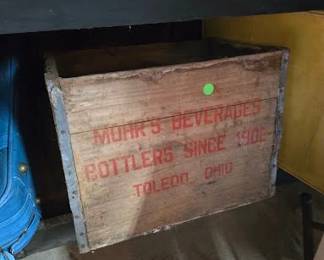 MOHR'S BEVERAGES
BOTTLERS SINCE 1906
TOLEDO OHIO